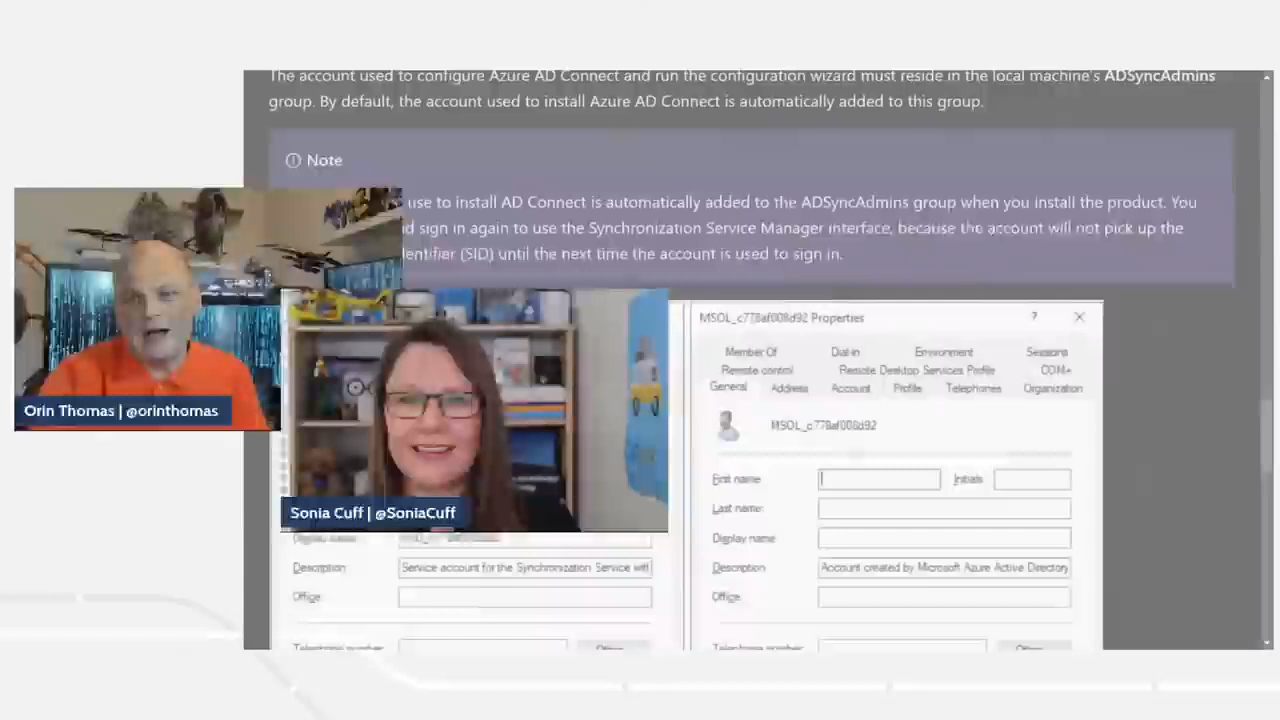 The account used to configure Azure AD Connect and run the configuration wizard must reside in the local machine's ADSyncAdmins
group. By default, the account used to install Azure AD Connect is automatically added to this group.
Note
use to install AD Connect is automatically added to the ADSyncAdmins group when you install the product. You
sign in again to use the Synchronization Service Manager interface, because the account will not pick up the
(SID) until the next time the account is used to sign in.
Orin Thomas | @orinthomas
Sonia Cuff | @SoniaCuff
Display name:
Description Service account for the Synchronization Service with
Office:
Telephone number:
MSOL_c778af008d92 Properties ?
Member Of Dial-in Environment Sessions
Remote control Remote Desktop Services Profile COM+
General Address Account Profile Telephones Organization
MSOL_c778af008d92
First name Initials
Last name:
Display name
Description Account created by Microsoft Azure Active Directory
Office:
Telephone number: